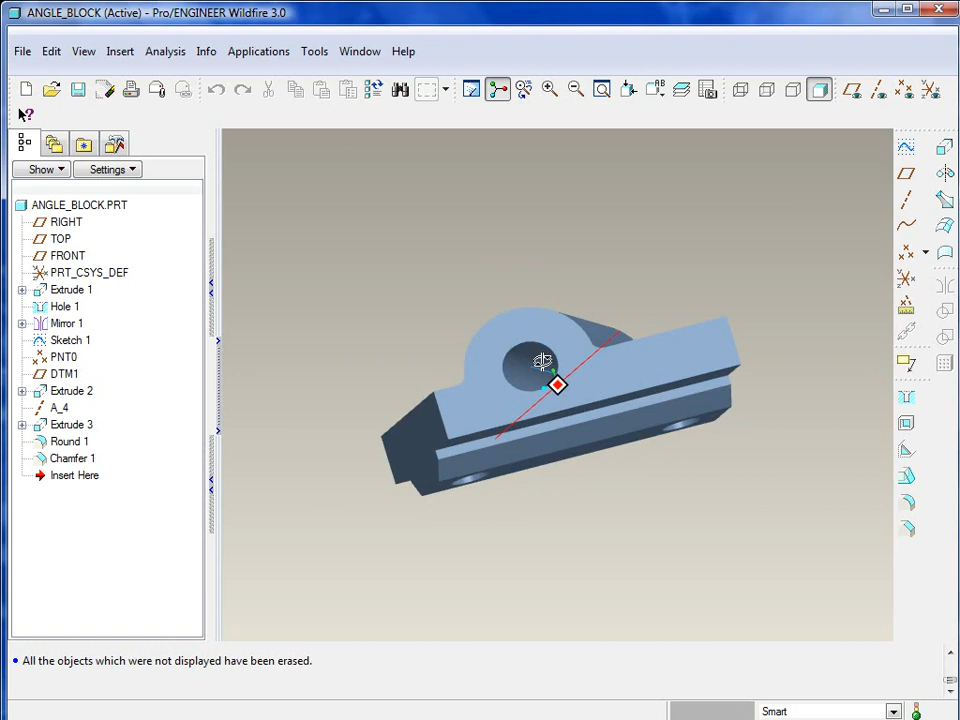 ANGLE_BLOCK (Active) - Pro/ENGINEER Wildfire 3.0
File Edit View Insert Analysis Info Applications Tools Window Help
Show Settings
ANGLE_BLOCK.PRT
RIGHT
TOP
FRONT
PRT_CSYS_DEF
Extrude 1
Hole 1
Mirror 1
Sketch 1
PNT0
DTM1
Extrude 2
A_4
Extrude 3
Round 1
Chamfer 1
Insert Here
All the objects which were not displayed have been erased.
Smart